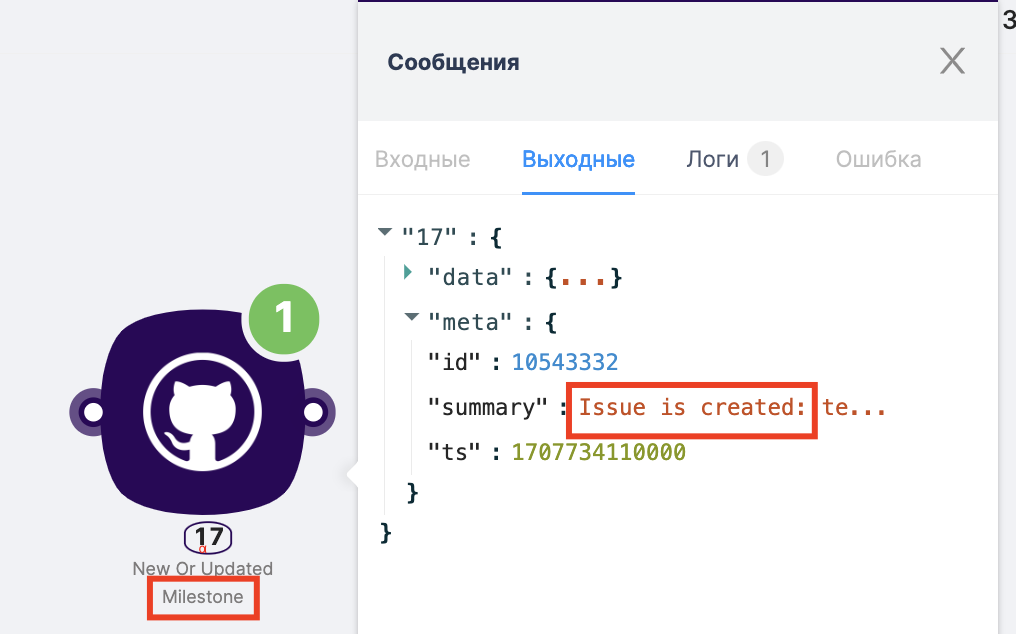 3
Сообщения
X
Входные Выходные Логи 1 Ошибка
"17" : {
"data" : {...}
"meta" : {
"id" : 10543332
"summary" : Issue is created: te...
"ts" : 1707734110000
}
}
1
17
New Or Updated
Milestone